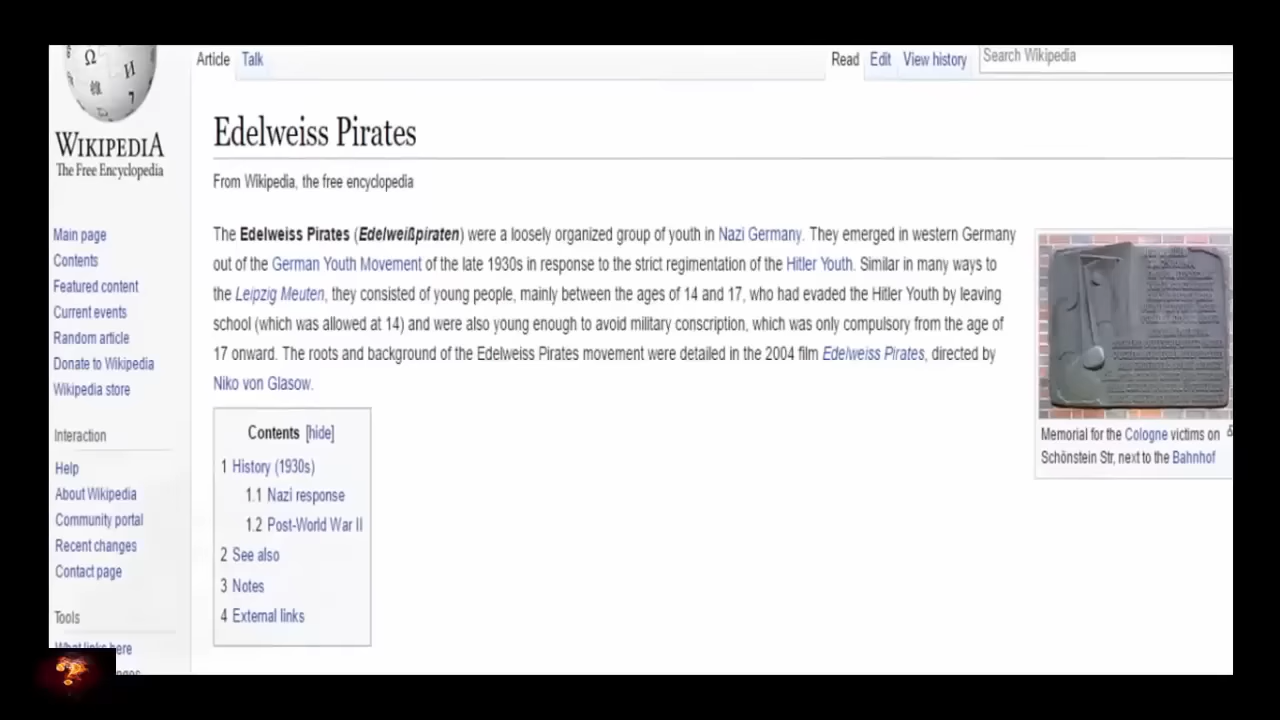 Article Talk Read Edit View history Search Wikipedia
WIKIPEDIA
The Free Encyclopedia
Edelweiss Pirates
From Wikipedia, the free encyclopedia
Main page
Contents
Featured content
Current events
Random article
Donate to Wikipedia
Wikipedia store
Interaction
Help
About Wikipedia
Community portal
Recent changes
Contact page
Tools
What links here
The Edelweiss Pirates (Edelweißpiraten) were a loosely organized group of youth in Nazi Germany. They emerged in western Germany
out of the German Youth Movement of the late 1930s in response to the strict regimentation of the Hitler Youth. Similar in many ways to
the Leipzig Meuten, they consisted of young people, mainly between the ages of 14 and 17, who had evaded the Hitler Youth by leaving
school (which was allowed at 14) and were also young enough to avoid military conscription, which was only compulsory from the age of
17 onward. The roots and background of the Edelweiss Pirates movement were detailed in the 2004 film Edelweiss Pirates, directed by
Niko von Glasow.
Contents [hide]
1 History (1930s)
1.1 Nazi response
1.2 Post-World War II
2 See also
3 Notes
4 External links
Memorial for the Cologne victims on
Schönstein Str, next to the Bahnhof